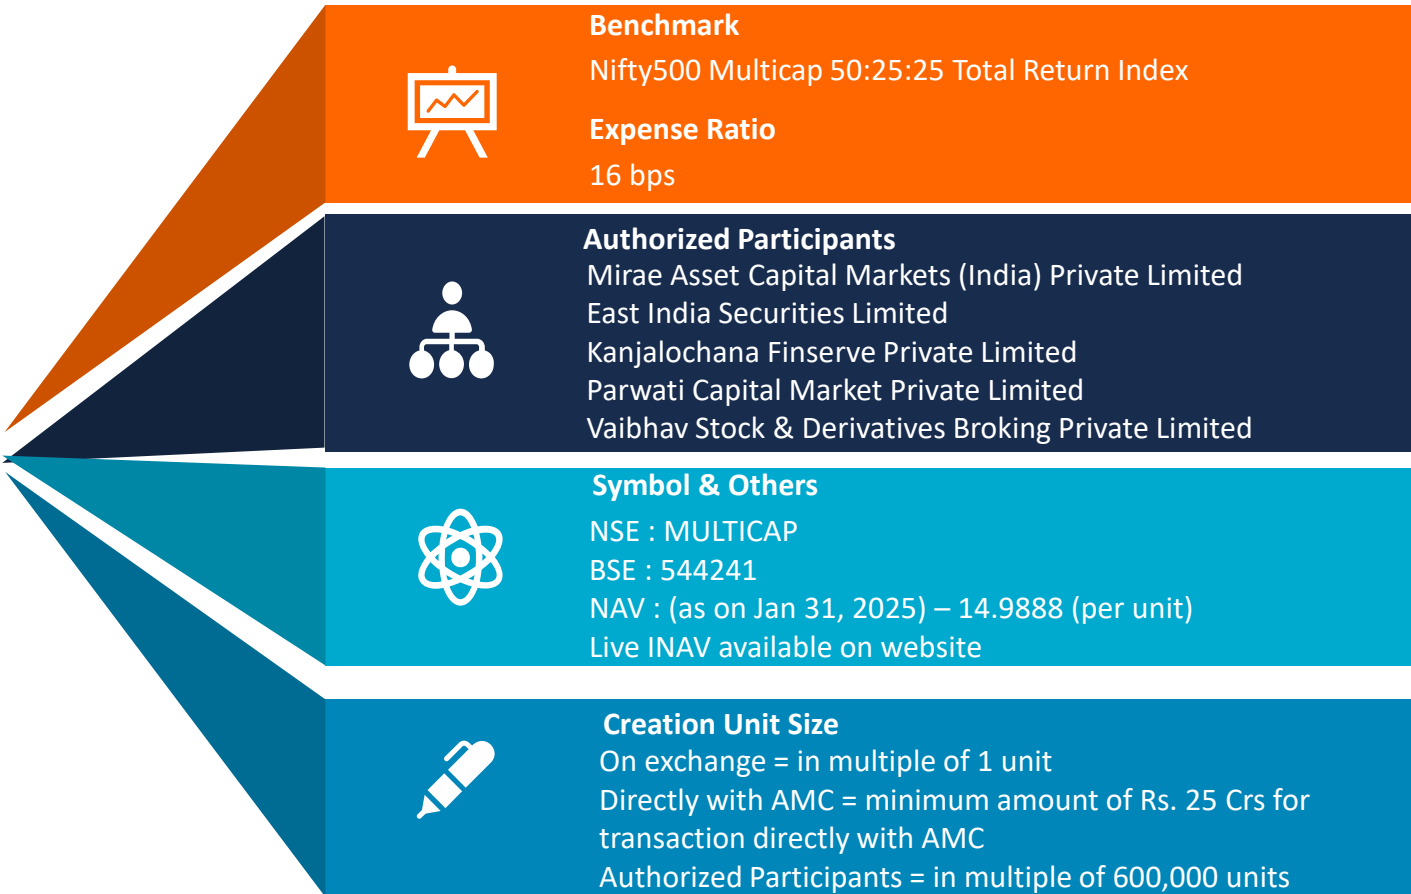 Benchmark
Nifty500 Multicap 50:25:25 Total Return Index
Expense Ratio
16 bps
Authorized Participants
Mirae Asset Capital Markets (India) Private Limited
East India Securities Limited
Kanjalochana Finserve Private Limited
Parwati Capital Market Private Limited
Vaibhav Stock & Derivatives Broking Private Limited
Symbol & Others
NSE : MULTICAP
BSE : 544241
NAV : (as on Jan 31, 2025) – 14.9888 (per unit)
Live INAV available on website
Creation Unit Size
On exchange = in multiple of 1 unit
Directly with AMC = minimum amount of Rs. 25 Crs for
transaction directly with AMC
Authorized Participants = in multiple of 600,000 units